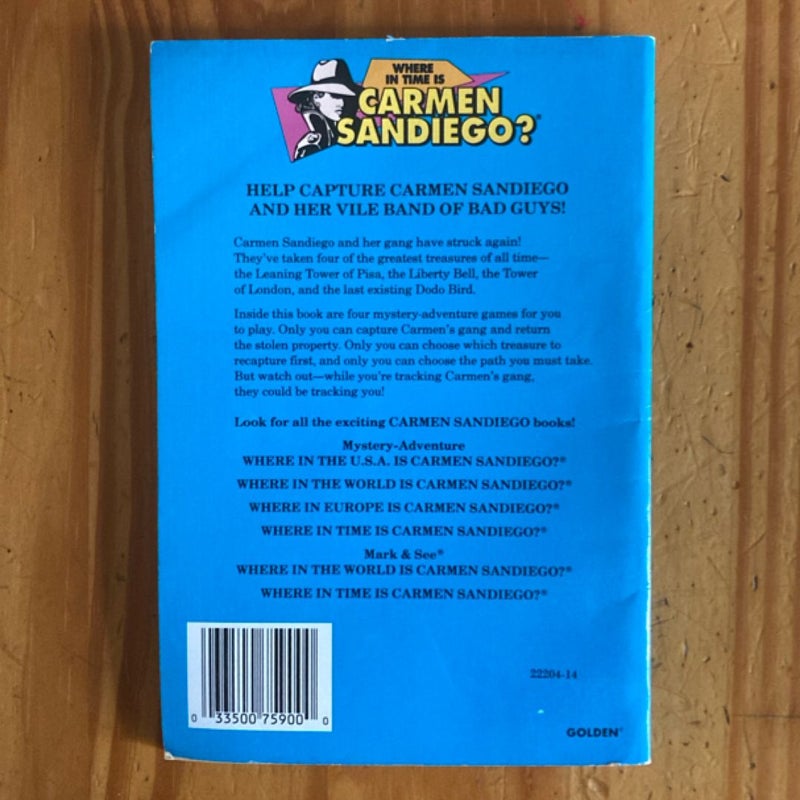 WHERE
IN TIME IS
CARMEN
SANDIEGO?®
HELP CAPTURE CARMEN SANDIEGO
AND HER VILE BAND OF BAD GUYS!
Carmen Sandiego and her gang have struck again!
They've taken four of the greatest treasures of all time—
the Leaning Tower of Pisa, the Liberty Bell, the Tower
of London, and the last existing Dodo Bird.
Inside this book are four mystery-adventure games for you
to play. Only you can capture Carmen's gang and return
the stolen property. Only you can choose which treasure to
recapture first, and only you can choose the path you must take.
But watch out—while you're tracking Carmen's gang,
they could be tracking you!
Look for all the exciting CARMEN SANDIEGO books!
Mystery-Adventure
WHERE IN THE U.S.A. IS CARMEN SANDIEGO?®
WHERE IN THE WORLD IS CARMEN SANDIEGO?®
WHERE IN EUROPE IS CARMEN SANDIEGO?®
WHERE IN TIME IS CARMEN SANDIEGO?®
Mark & See®
WHERE IN THE WORLD IS CARMEN SANDIEGO?®
WHERE IN TIME IS CARMEN SANDIEGO?®
22204-14
0 33500 75900 0
GOLDEN®